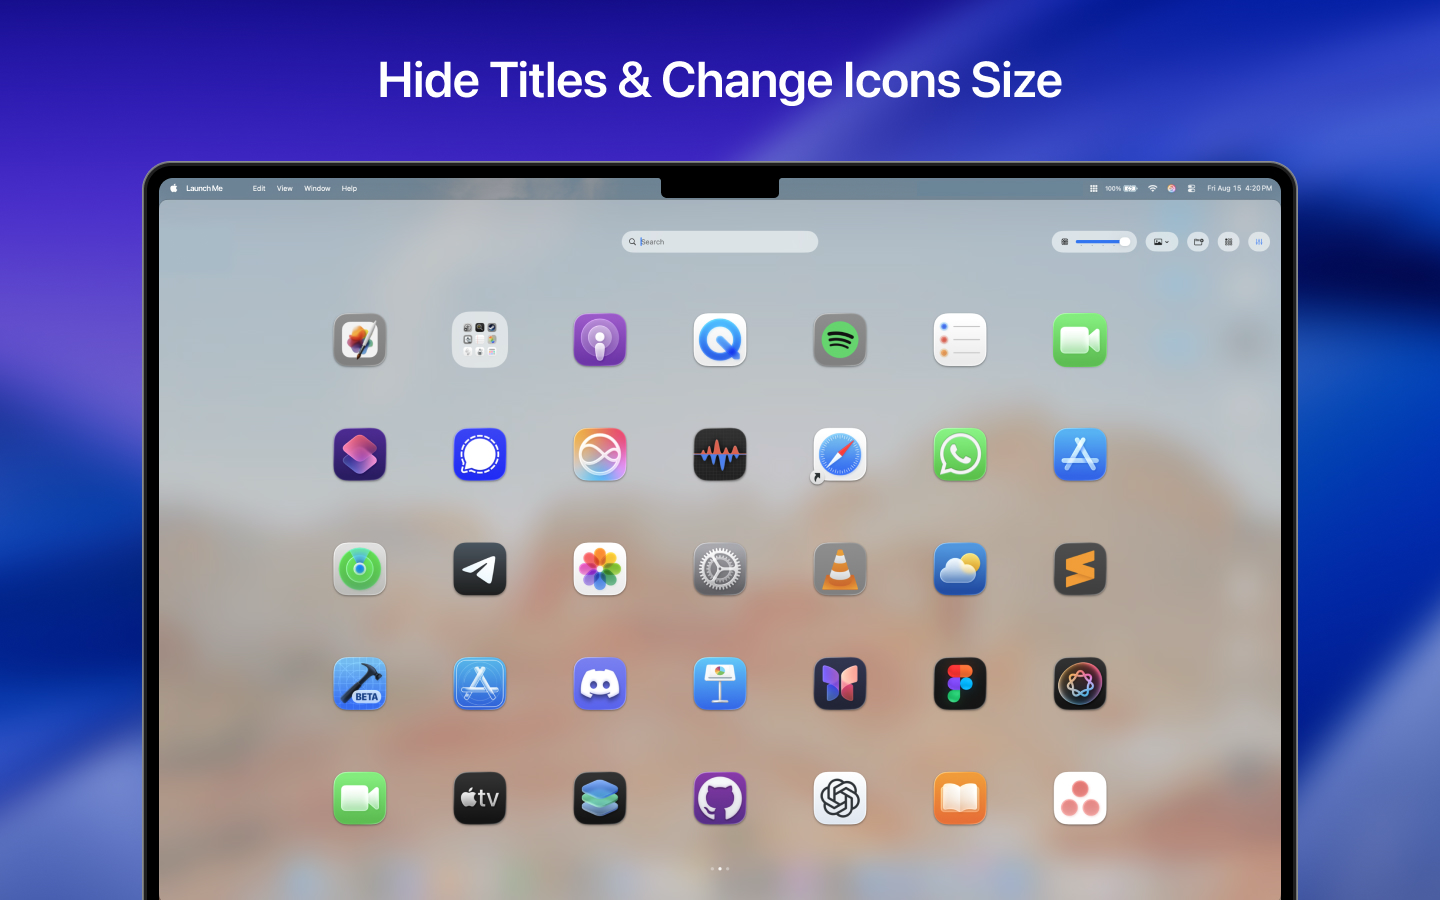 Hide Titles & Change Icons Size
LaunchMe Edit View Window Help
100% Fri Aug 15 4:20 PM
Search
BETA
tv